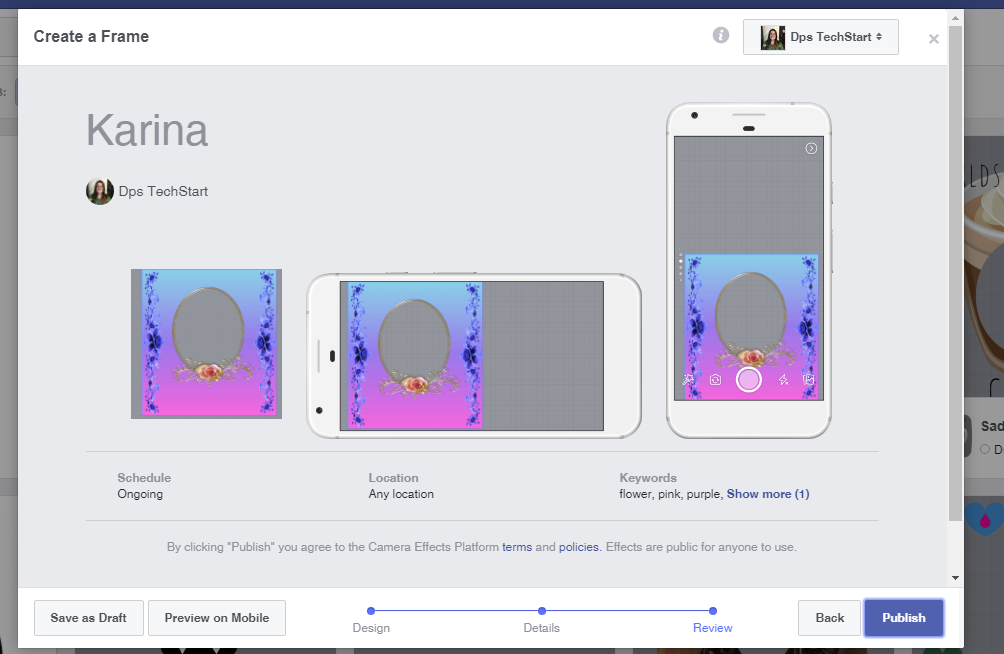 Create a Frame
Dps TechStart
Karina
Dps TechStart
Schedule
Ongoing
Location
Any location
Keywords
flower, pink, purple, Show more (1)
By clicking "Publish" you agree to the Camera Effects Platform terms and policies. Effects are public for anyone to use.
Save as Draft
Preview on Mobile
Design
Details
Review
Back
Publish
LDS
Sad